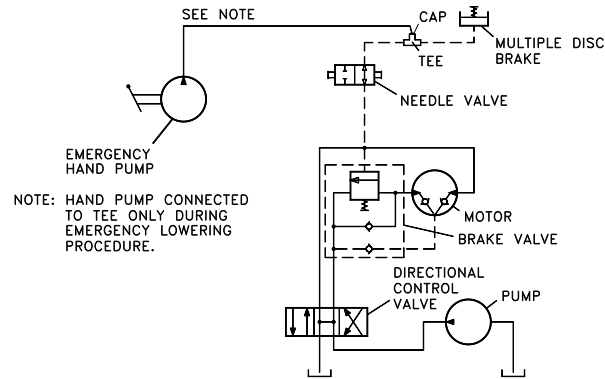 SEE NOTE
CAP
TEE
MULTIPLE DISC
BRAKE
NEEDLE VALVE
EMERGENCY
HAND PUMP
NOTE: HAND PUMP CONNECTED
TO TEE ONLY DURING
EMERGENCY LOWERING
PROCEDURE.
MOTOR
BRAKE VALVE
DIRECTIONAL
CONTROL
VALVE
PUMP